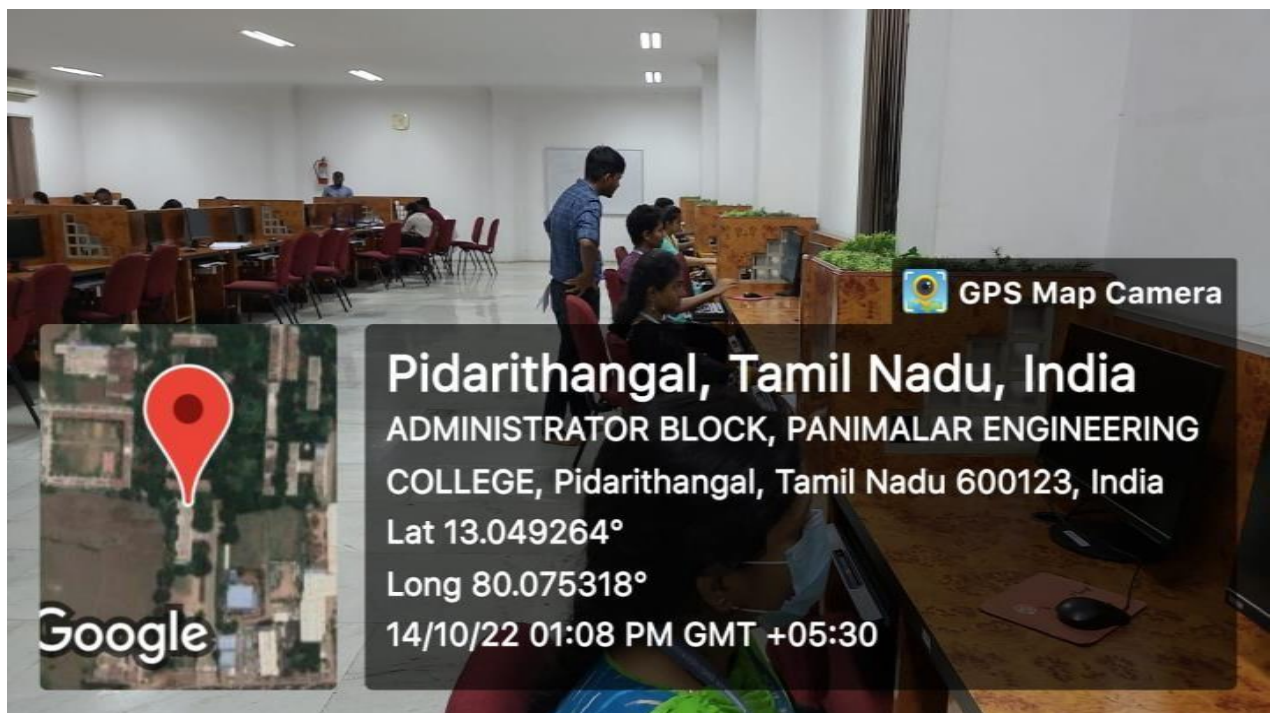 GPS Map Camera
Pidarithangal, Tamil Nadu, India
ADMINISTRATOR BLOCK, PANIMALAR ENGINEERING
COLLEGE, Pidarithangal, Tamil Nadu 600123, India
Lat 13.049264°
Long 80.075318°
14/10/22 01:08 PM GMT +05:30
Google